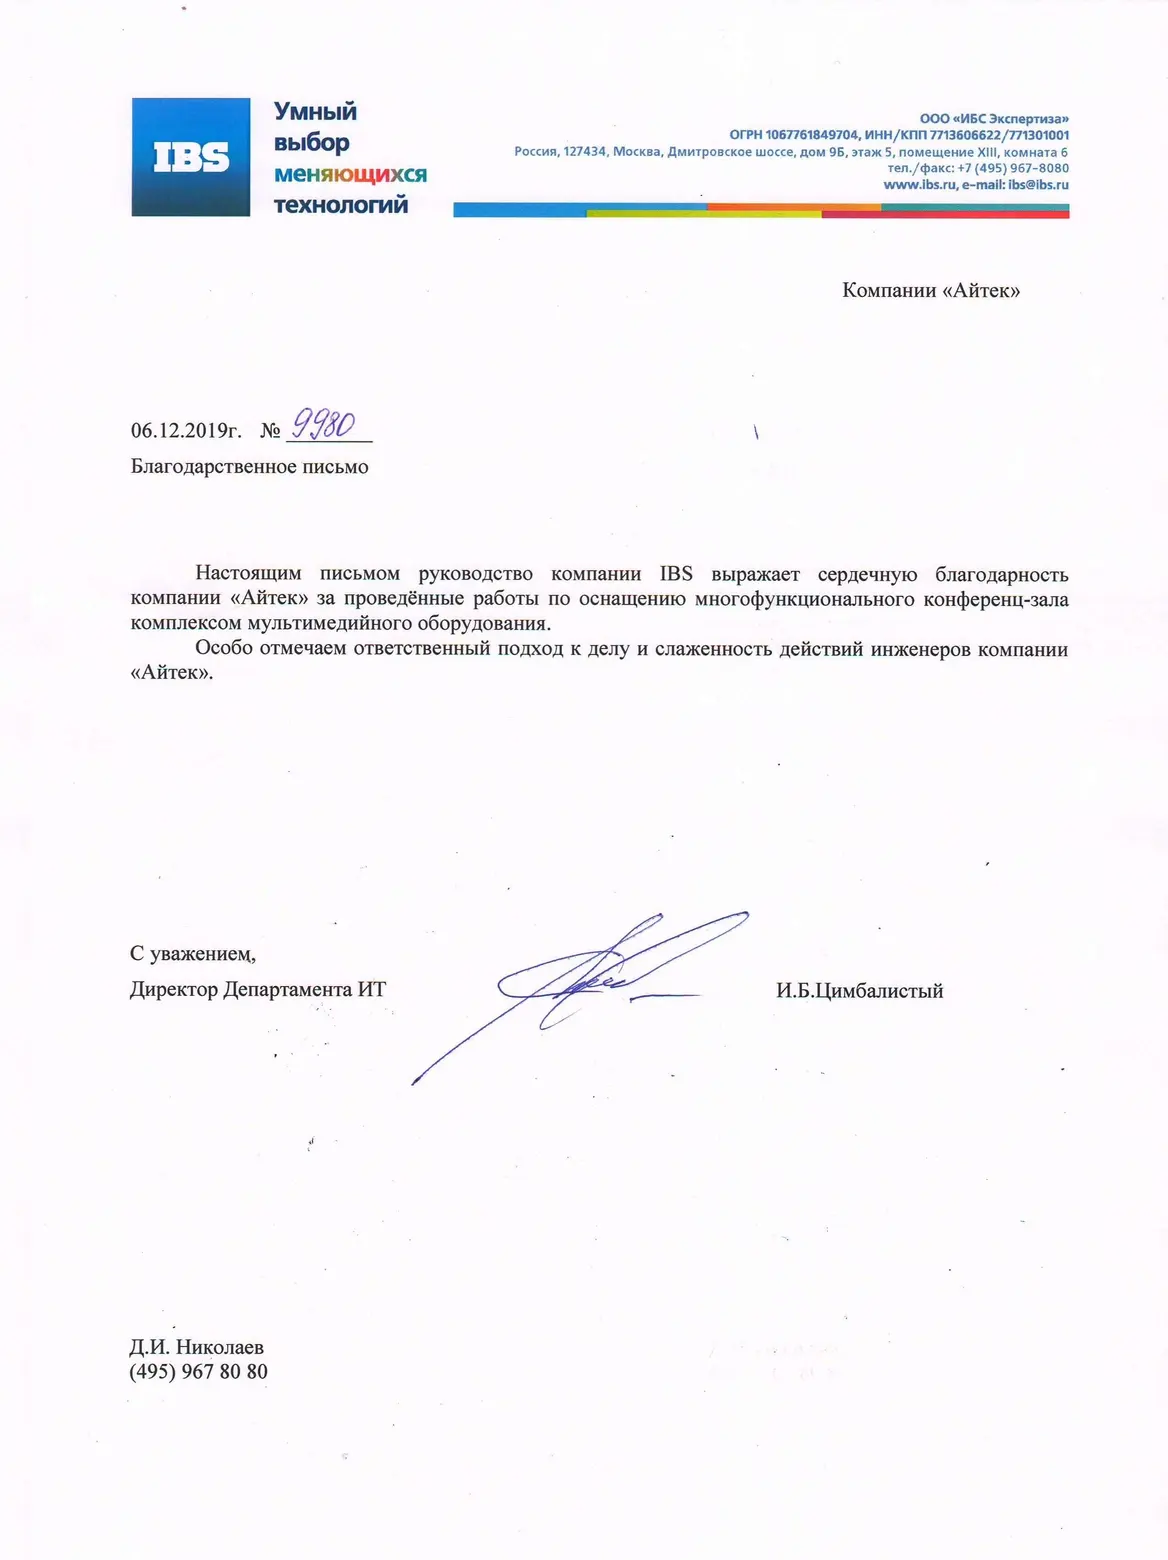 IBS
Умный
выбор
меняющихся
технологий
ООО «ИБС Экспертиза»
ОГРН 1067761849704, ИНН/КПП 7713606622/771301001
Россия, 127434, Москва, Дмитровское шоссе, дом 9Б, этаж 5, помещение XIII, комната 6
тел./факс: +7 (495) 967-8080
www.ibs.ru, e-mail: ibs@ibs.ru
Компании «Айтек»
06.12.2019г. № 9980
Благодарственное письмо
Настоящим письмом руководство компании IBS выражает сердечную благодарность
компании «Айтек» за проведённые работы по оснащению многофункционального конференц-зала
комплексом мультимедийного оборудования.
Особо отмечаем ответственный подход к делу и слаженность действий инженеров компании
«Айтек».
С уважением,
Директор Департамента ИТ И.Б.Цимбалистый
Д.И. Николаев
(495) 967 80 80